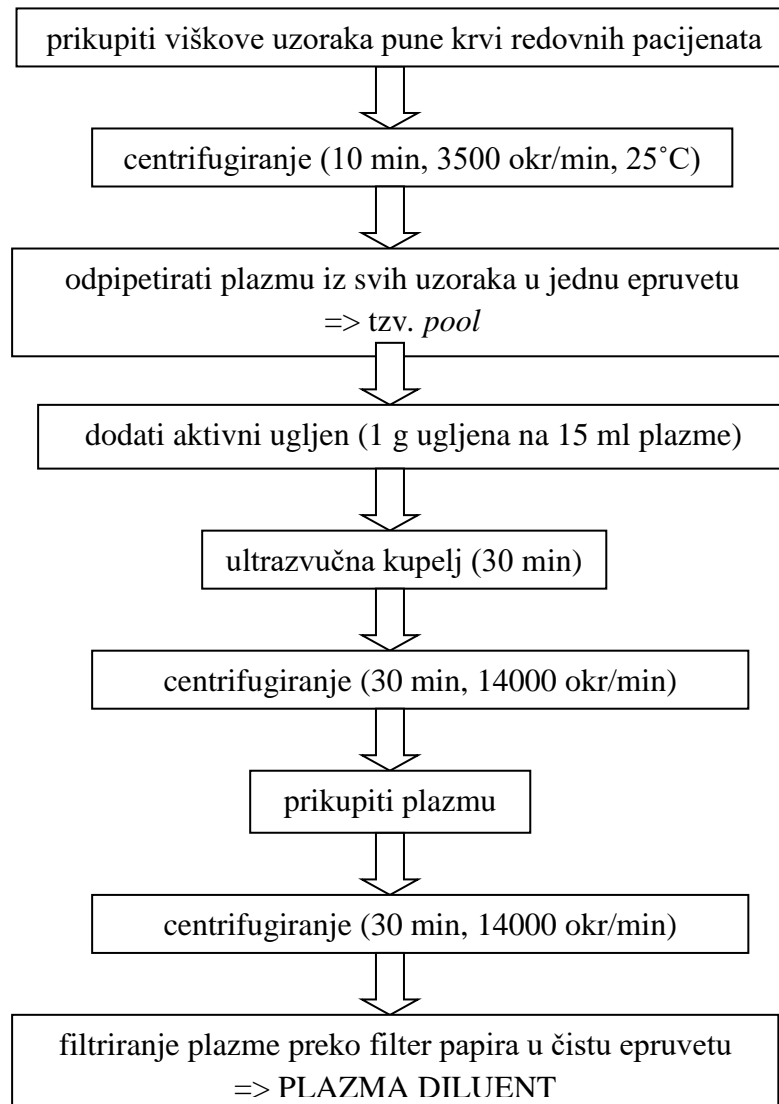 prikupiti viškove uzoraka pune krvi redovnih pacijenata
centrifugiranje (10 min, 3500 okr/min, 25˚C)
odpipetirati plazmu iz svih uzoraka u jednu epruvetu
=> tzv. pool
dodati aktivni ugljen (1 g ugljena na 15 ml plazme)
ultrazvučna kupelj (30 min)
centrifugiranje (30 min, 14000 okr/min)
prikupiti plazmu
centrifugiranje (30 min, 14000 okr/min)
filtriranje plazme preko filter papira u čistu epruvetu
=> PLAZMA DILUENT